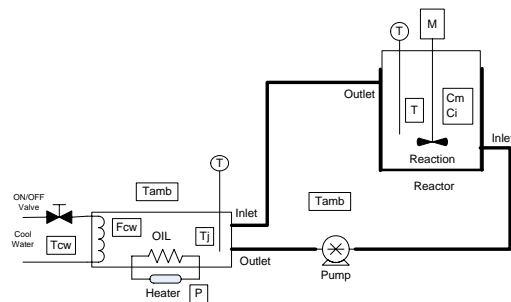 M
T
Outlet
Cm
Ci
T
Inlet
Reaction
Reactor
T
Tamb
Tamb
ON/OFF
Valve
Fcw
Inlet
OIL
Tj
Cool
Water
Tcw
Outlet
Pump
Heater
P